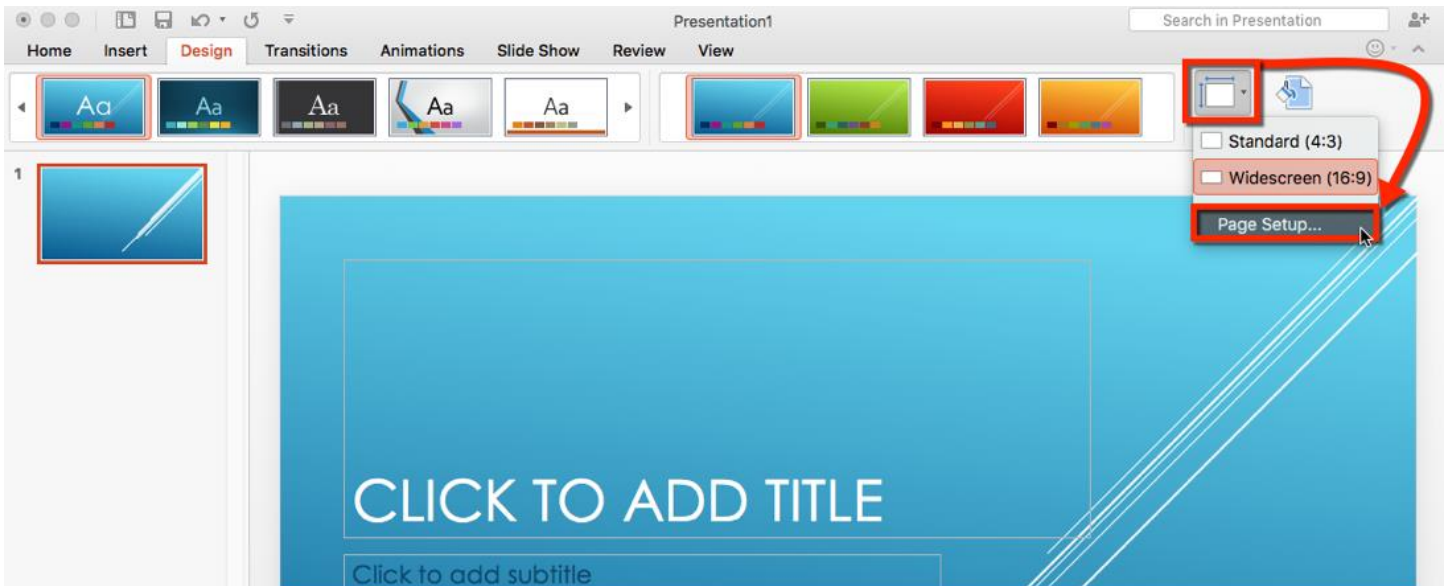 Presentation1
Search in Presentation
Home Insert Design Transitions Animations Slide Show Review View
Aa Aa Aa Aa Aa
Standard (4:3)
Widescreen (16:9)
Page Setup...
1
CLICK TO ADD TITLE
Click to add subtitle